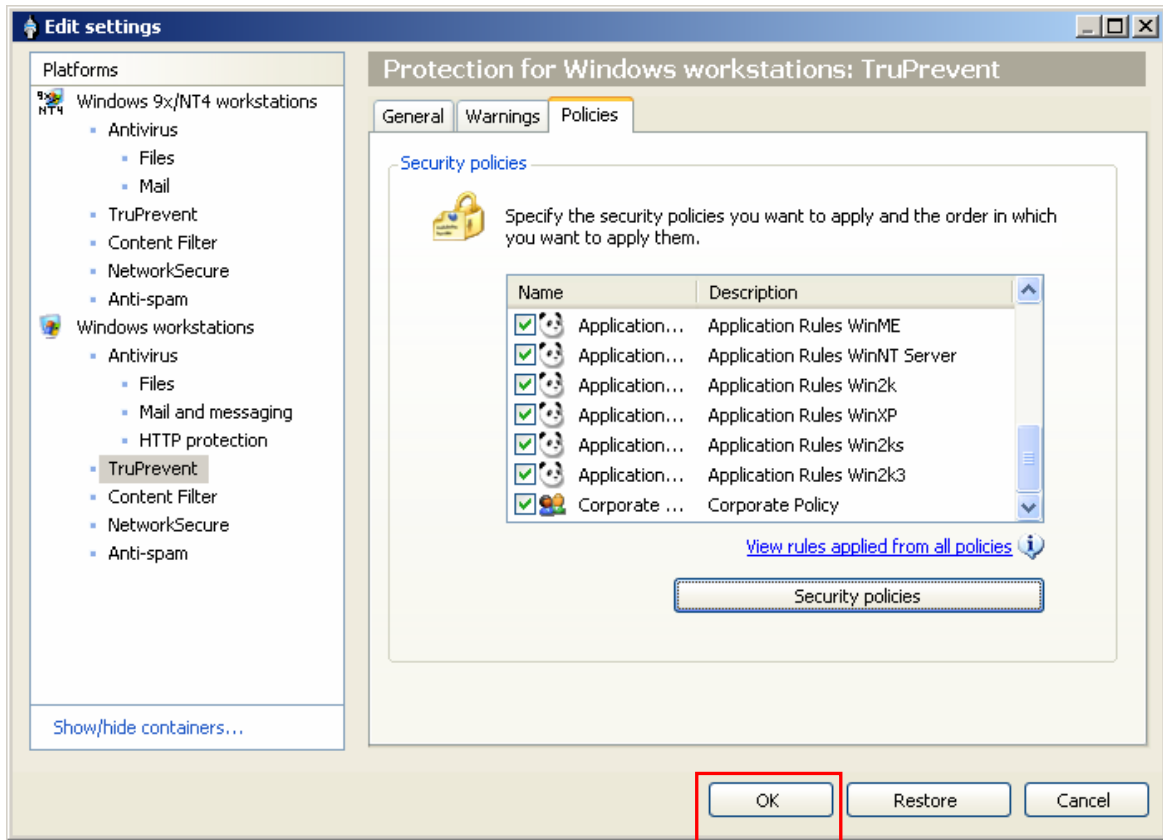 Edit settings
Platforms
9x
NT4
Windows 9x/NT4 workstations
Antivirus
Files
Mail
TruPrevent
Content Filter
NetworkSecure
Anti-spam
Windows workstations
Antivirus
Files
Mail and messaging
HTTP protection
TruPrevent
Content Filter
NetworkSecure
Anti-spam
Show/hide containers...
Protection for Windows workstations: TruPrevent
General Warnings Policies
Security policies
Specify the security policies you want to apply and the order in which
you want to apply them.
Name Description
Application... Application Rules WinME
Application... Application Rules WinNT Server
Application... Application Rules Win2k
Application... Application Rules WinXP
Application... Application Rules Win2ks
Application... Application Rules Win2k3
Corporate ... Corporate Policy
View rules applied from all policies
Security policies
OK Restore Cancel